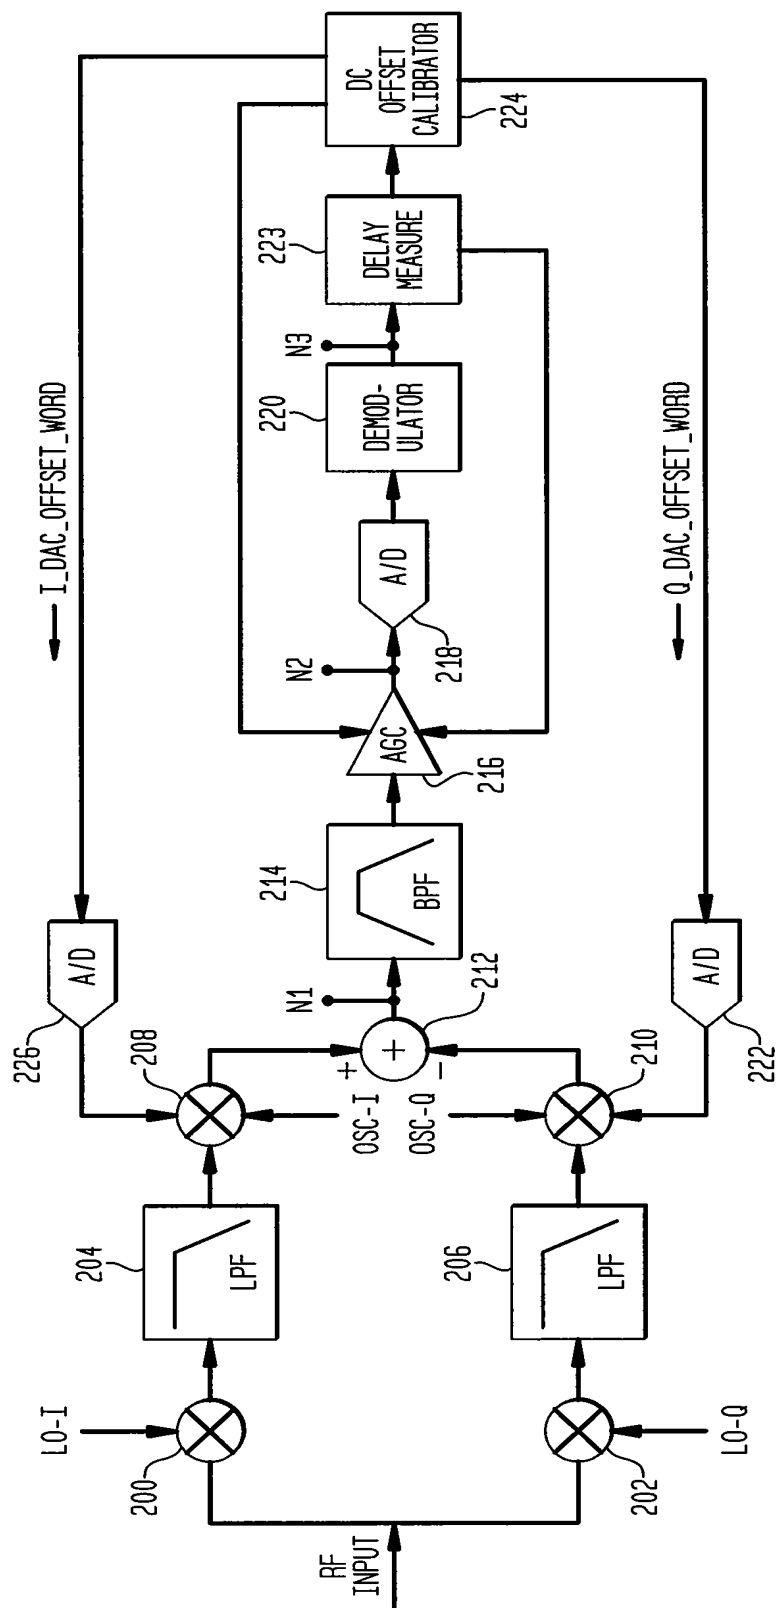 RF
INPUT
LO-I
200
LO-Q
202
204
LPF
206
LPF
226
A/D
208
OSC-I
OSC-Q
210
222
A/D
+
-
+
212
N1
214
BPF
I_DAC_OFFSET_WORD
Q_DAC_OFFSET_WORD
AGC
216
N2
A/D
218
220
DEMOD-
ULATOR
N3
223
DELAY
MEASURE
DC
OFFSET
CALIBRATOR
224